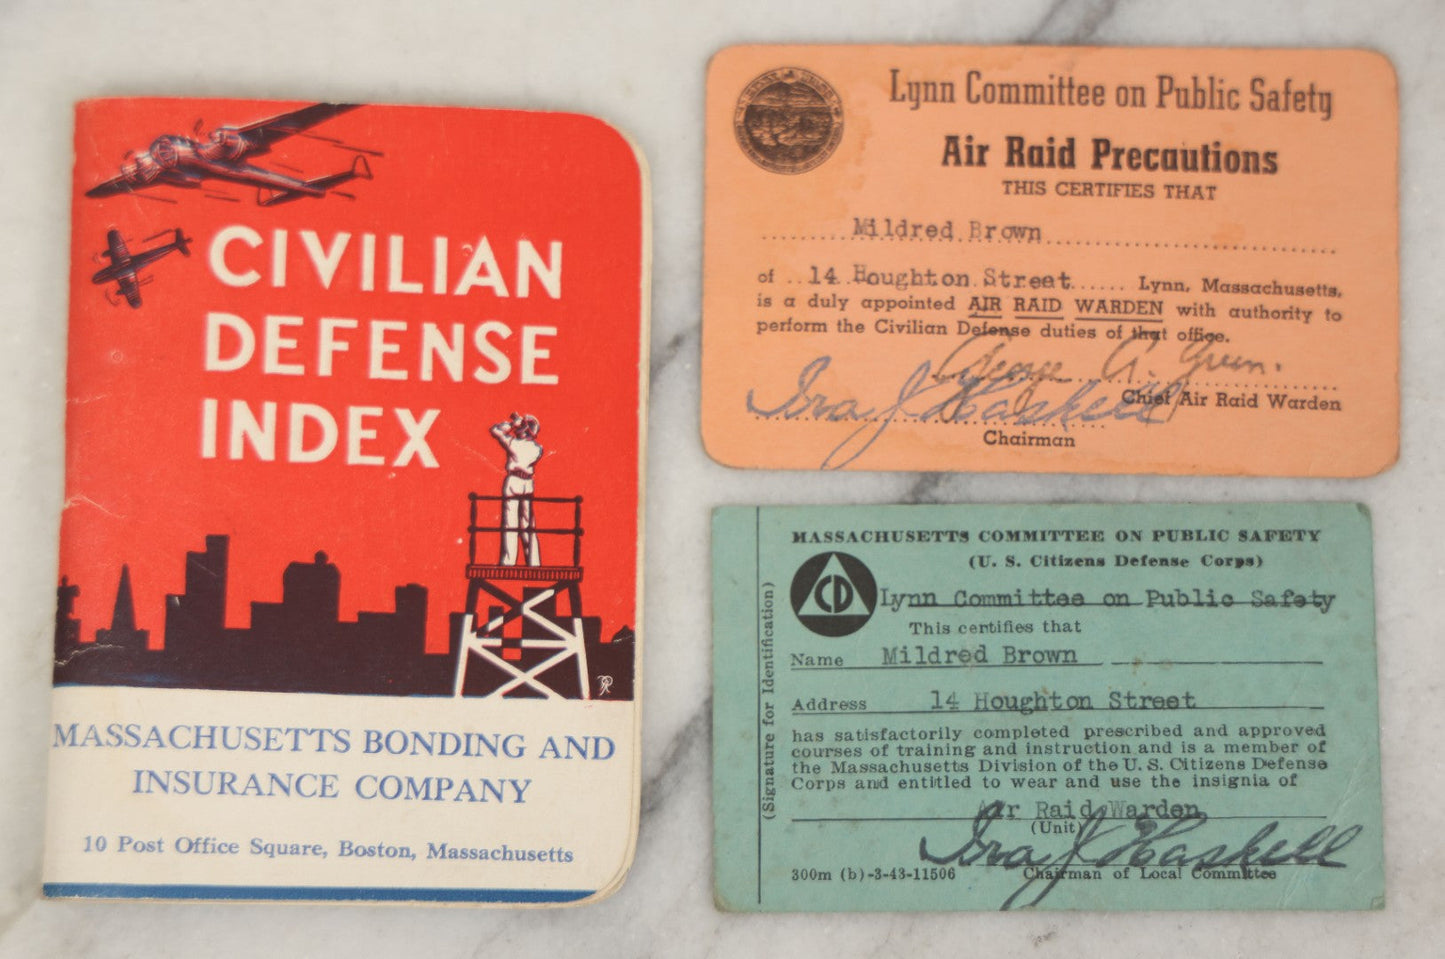 CIVILIAN
DEFENSE
INDEX
MASSACHUSETTS BONDING AND
INSURANCE COMPANY
10 Post Office Square, Boston, Massachusetts
Lynn Committee on Public Safety
Air Raid Precautions
THIS CERTIFIES THAT
Mildred Brown
of 14 Houghton Street Lynn, Massachusetts,
is a duly appointed AIR RAID WARDEN with authority to
perform the Civilian Defense duties of that office.
A. Green.
Chief Air Raid Warden
Ira J Haskell
Chairman
MASSACHUSETTS COMMITTEE ON PUBLIC SAFETY
(U. S. Citizens Defense Corps)
CD
Lynn Committee on Public Safety
This certifies that
Name Mildred Brown
Address 14 Houghton Street
has satisfactorily completed prescribed and approved
courses of training and instruction and is a member of
the Massachusetts Division of the U. S. Citizens Defense
Corps and entitled to wear and use the insignia of
Air Raid Warden
(Unit)
Ira J Haskell
300m (b)-3-43-11506 Chairman of Local Committee
(Signature for Identification)